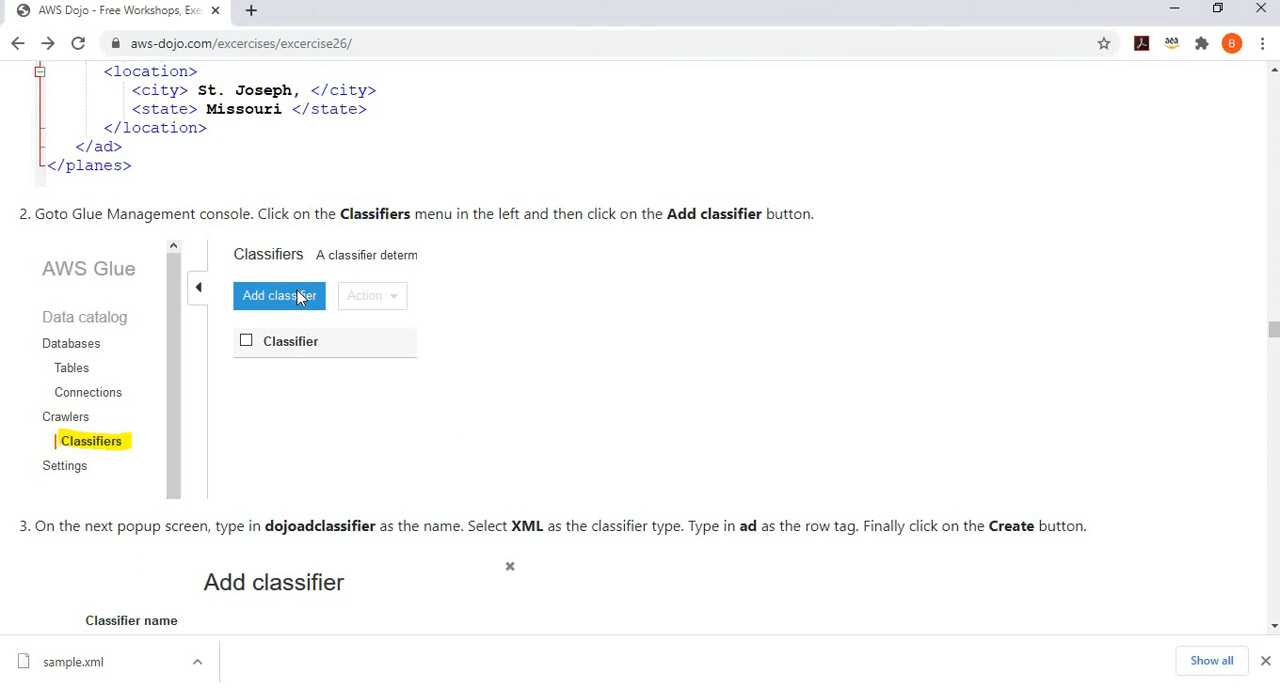 AWS Dojo - Free Workshops, Exe
aws-dojo.com/excercises/excercise26/
B
<location>
<city> St. Joseph, </city>
<state> Missouri </state>
</location>
</ad>
</planes>
2. Goto Glue Management console. Click on the Classifiers menu in the left and then click on the Add classifier button.
AWS Glue
Classifiers A classifier determ
Add classifier Action
Data catalog
Databases
Classifier
Tables
Connections
Crawlers
Classifiers
Settings
3. On the next popup screen, type in dojoadclassifier as the name. Select XML as the classifier type. Type in ad as the row tag. Finally click on the Create button.
Add classifier
Classifier name
sample.xml
Show all